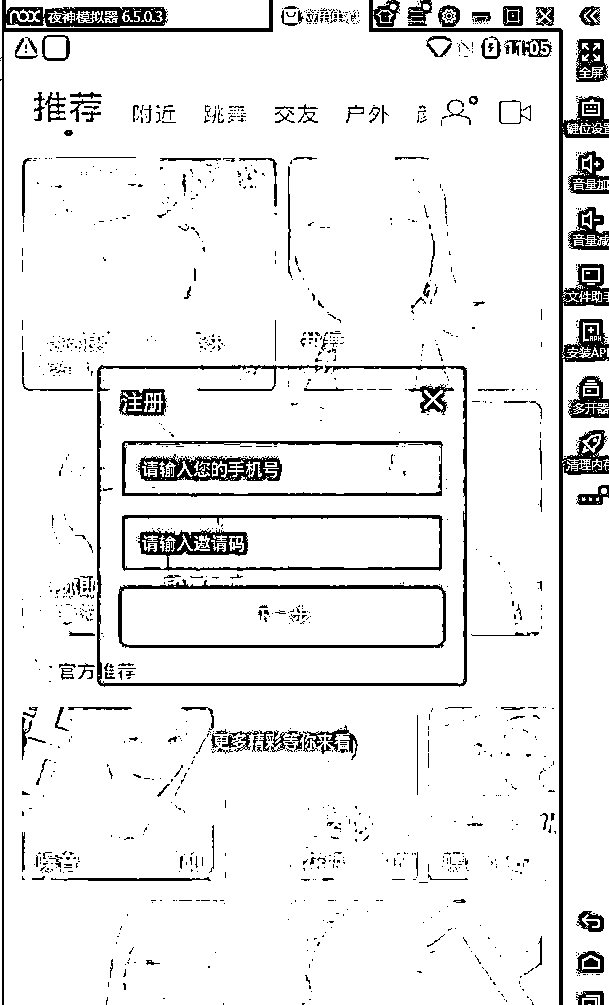 nox 夜神模拟器 6.5.0.3
11:05
全屏
推荐 附近 跳舞 交友 户外
键位设置
音量加
音量减
文件助手
安装AP
多开器
清理内存
注册
请输入您的手机号
请输入邀请码
下一步
官方推荐
更多精彩等你来看